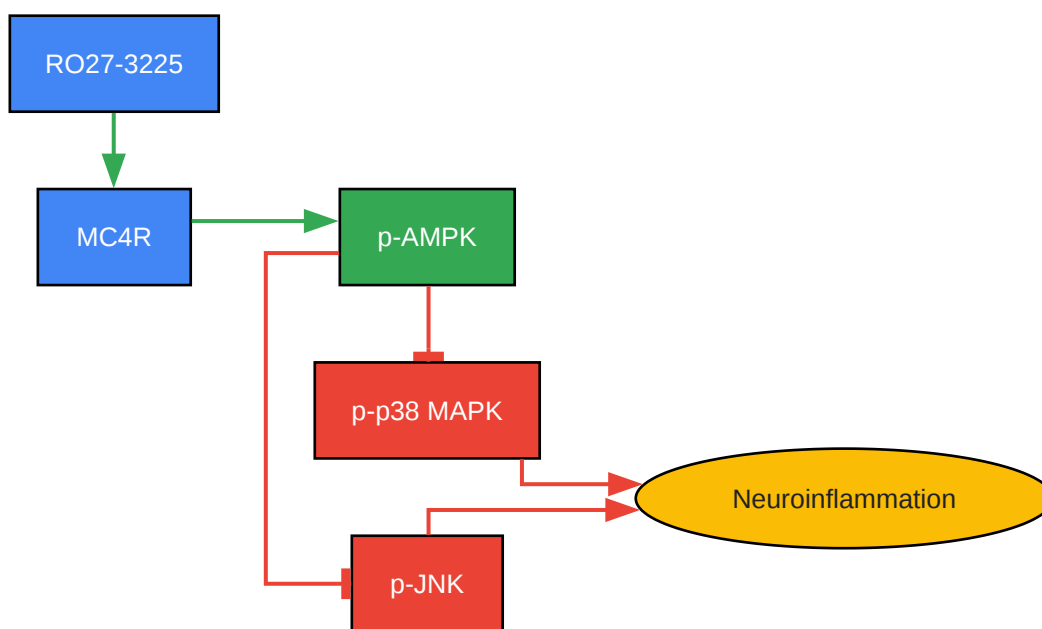 RO27-3225
MC4R
p-AMPK
p-p38 MAPK
Neuroinflammation
p-JNK